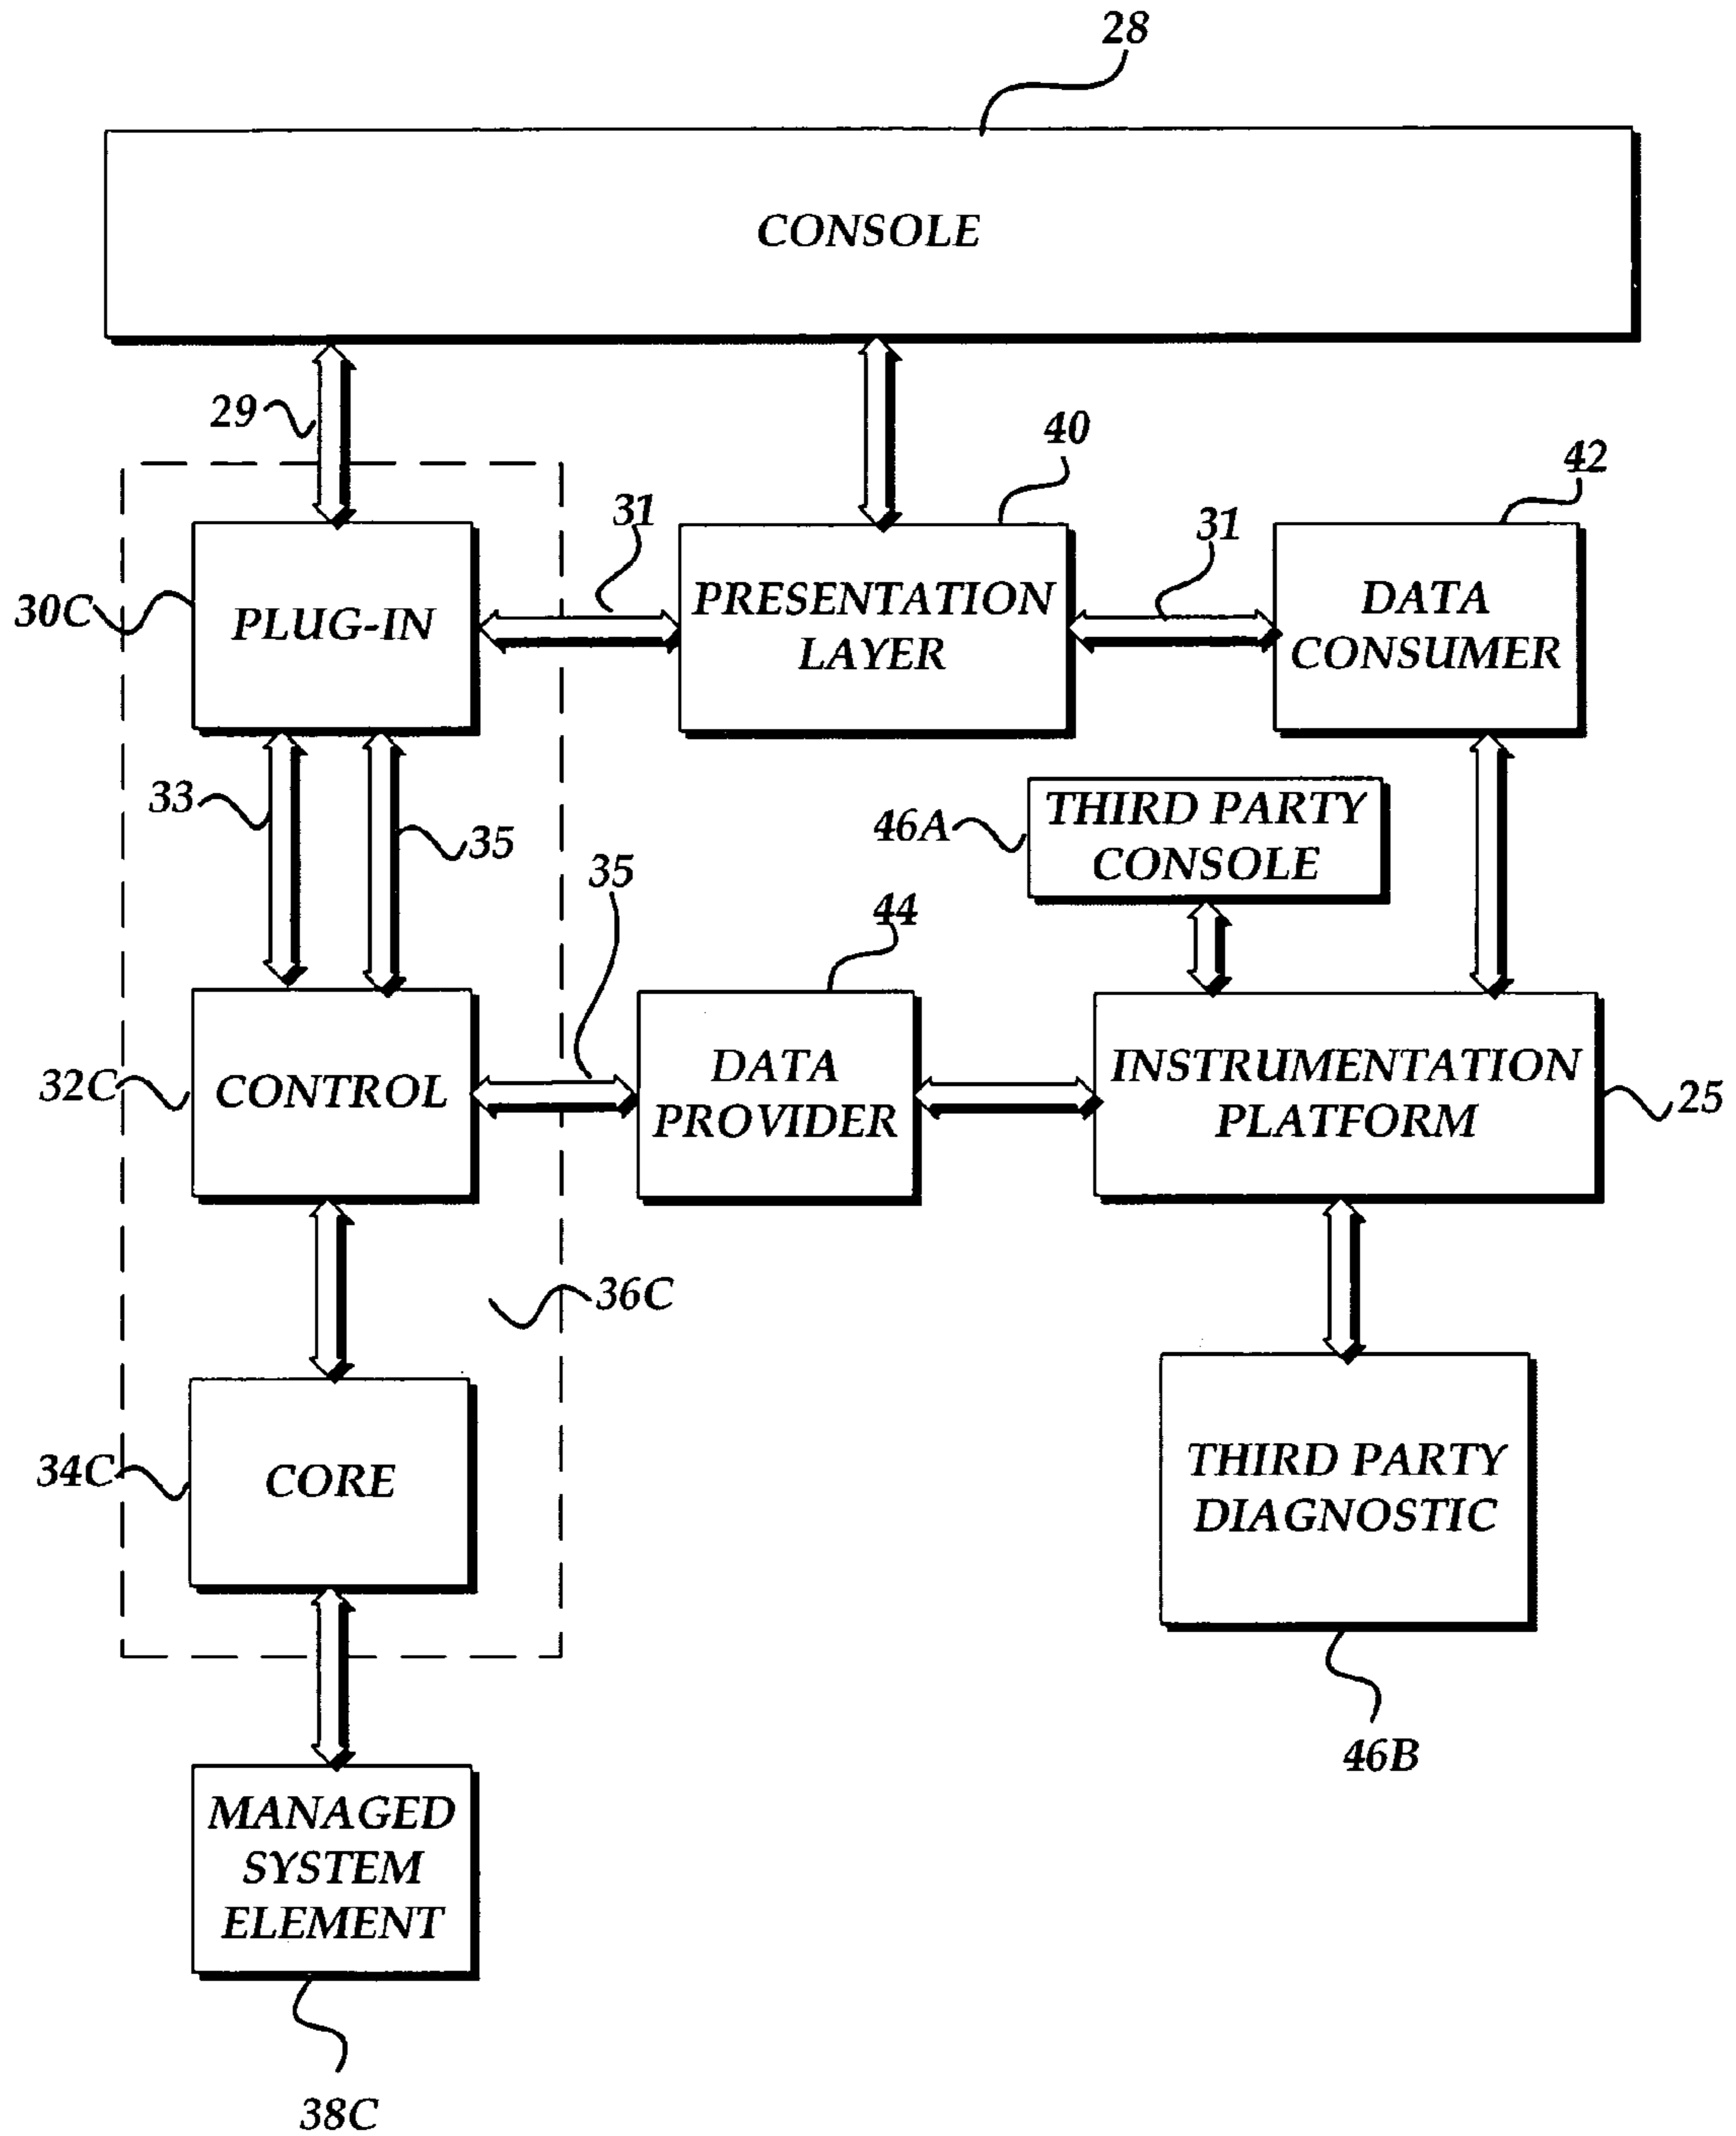 28
CONSOLE
29
40
42
31
31
30C
PLUG-IN
PRESENTATION
LAYER
DATA
CONSUMER
33
35
46A
THIRD PARTY
CONSOLE
35
44
32C
CONTROL
DATA
PROVIDER
INSTRUMENTATION
PLATFORM
25
36C
34C
CORE
THIRD PARTY
DIAGNOSTIC
46B
MANAGED
SYSTEM
ELEMENT
38C